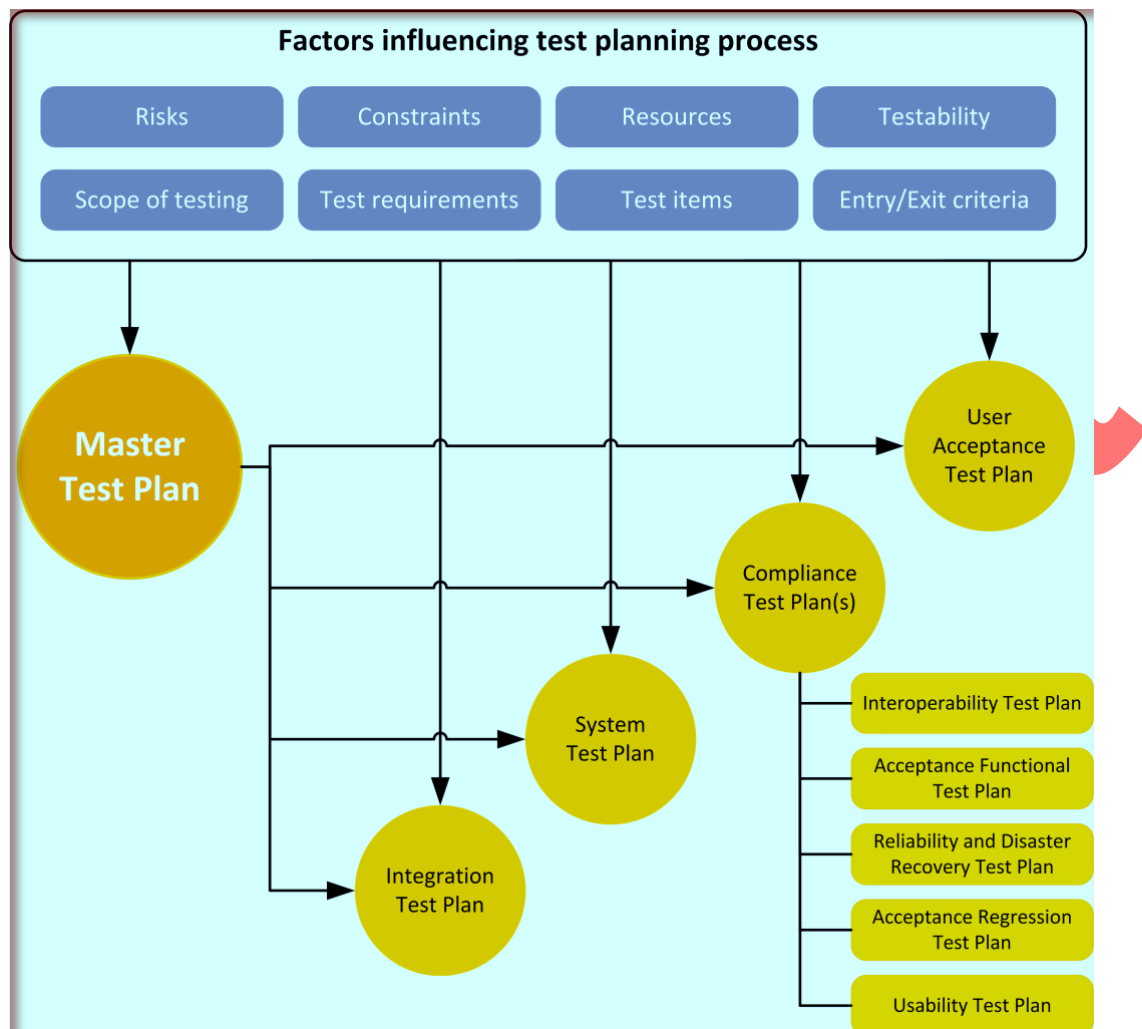 Factors influencing test planning process
Risks
Constraints
Resources
Testability
Scope of testing
Test requirements
Test items
Entry/Exit criteria
Master
Test Plan
User
Acceptance
Test Plan
Compliance
Test Plan(s)
System
Test Plan
Integration
Test Plan
Interoperability Test Plan
Acceptance Functional
Test Plan
Reliability and Disaster
Recovery Test Plan
Acceptance Regression
Test Plan
Usability Test Plan